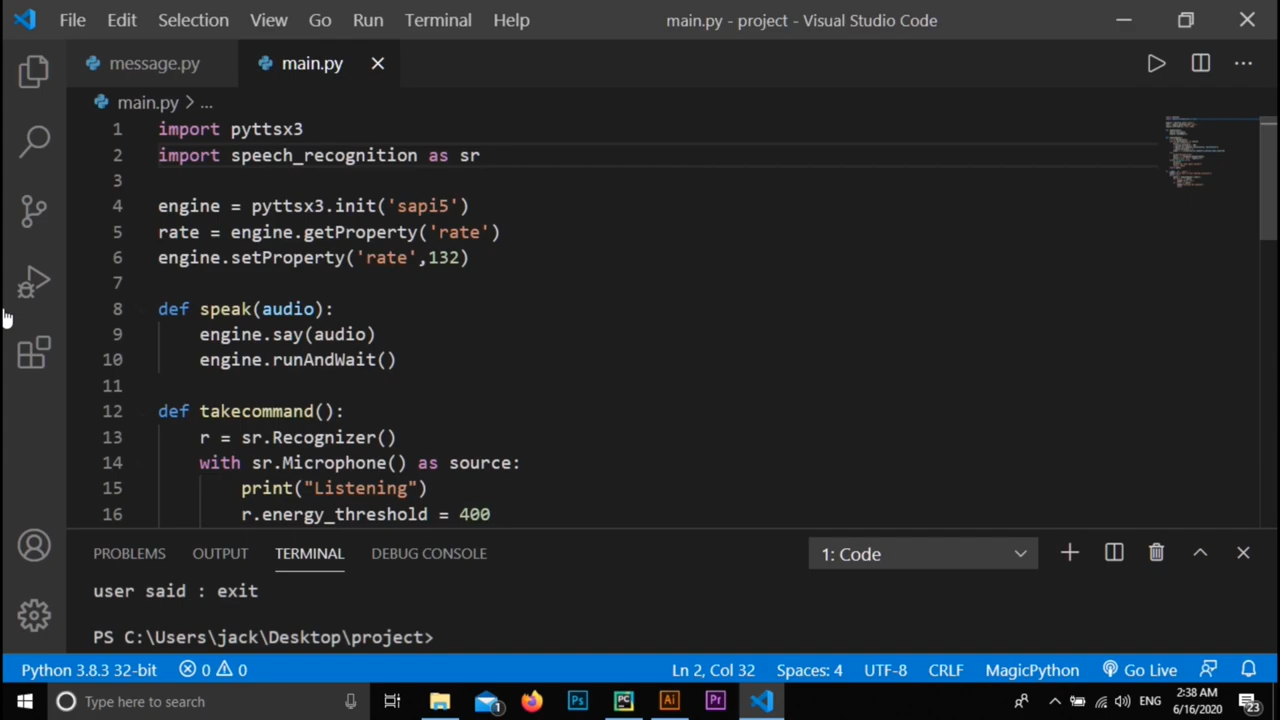 File Edit Selection View Go Run Terminal Help main.py - project - Visual Studio Code
message.py main.py
main.py > ...
1 import pyttsx3
2 import speech_recognition as sr
3
4 engine = pyttsx3.init('sapi5')
5 rate = engine.getProperty('rate')
6 engine.setProperty('rate',132)
7
8 def speak(audio):
9     engine.say(audio)
10     engine.runAndWait()
11
12 def takecommand():
13     r = sr.Recognizer()
14     with sr.Microphone() as source:
15         print("Listening")
16         r.energy_threshold = 400
PROBLEMS OUTPUT TERMINAL DEBUG CONSOLE 1: Code
user said : exit
PS C:\Users\jack\Desktop\project>
Python 3.8.3 32-bit 0 0 Ln 2, Col 32 Spaces: 4 UTF-8 CRLF MagicPython Go Live
Type here to search 1 Ps PC Ai Pr ENG 2:38 AM
6/16/2020 23